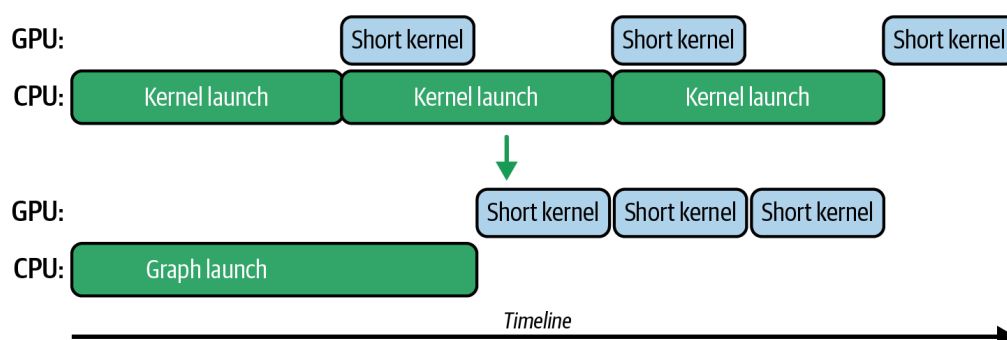 GPU: Short kernel Short kernel Short kernel
CPU: Kernel launch Kernel launch Kernel launch
GPU: Short kernel Short kernel Short kernel
CPU: Graph launch
Timeline